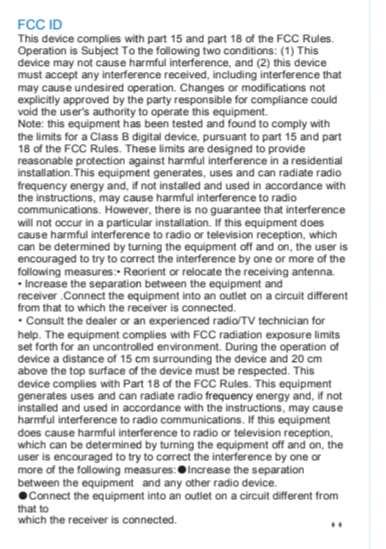 FCC ID
This device complies with part 15 and part 18 of the FCC Rules.
Operation is Subject To the following two conditions: (1) This
device may not cause harmful interference, and (2) this device
must accept any interference received, including interference that
may cause undesired operation. Changes or modifications not
explicitly approved by the party responsible for compliance could
void the user's authority to operate this equipment.
Note: this equipment has been tested and found to comply with
the limits for a Class B digital device, pursuant to part 15 and part
18 of the FCC Rules. These limits are designed to provide
reasonable protection against harmful interference in a residential
installation.This equipment generates, uses and can radiate radio
frequency energy and, if not installed and used in accordance with
the instructions, may cause harmful interference to radio
communications. However, there is no guarantee that interference
will not occur in a particular installation. If this equipment does
cause harmful interference to radio or television reception, which
can be determined by turning the equipment off and on, the user is
encouraged to try to correct the interference by one or more of the
following measures:• Reorient or relocate the receiving antenna.
• Increase the separation between the equipment and
receiver .Connect the equipment into an outlet on a circuit different
from that to which the receiver is connected.
• Consult the dealer or an experienced radio/TV technician for
help. The equipment complies with FCC radiation exposure limits
set forth for an uncontrolled environment. During the operation of
device a distance of 15 cm surrounding the device and 20 cm
above the top surface of the device must be respected. This
device complies with Part 18 of the FCC Rules. This equipment
generates uses and can radiate radio frequency energy and, if not
installed and used in accordance with the instructions, may cause
harmful interference to radio communications. If this equipment
does cause harmful interference to radio or television reception,
which can be determined by turning the equipment off and on, the
user is encouraged to try to correct the interference by one or
more of the following measures:●Increase the separation
between the equipment and any other radio device.
●Connect the equipment into an outlet on a circuit different from
that to
which the receiver is connected.